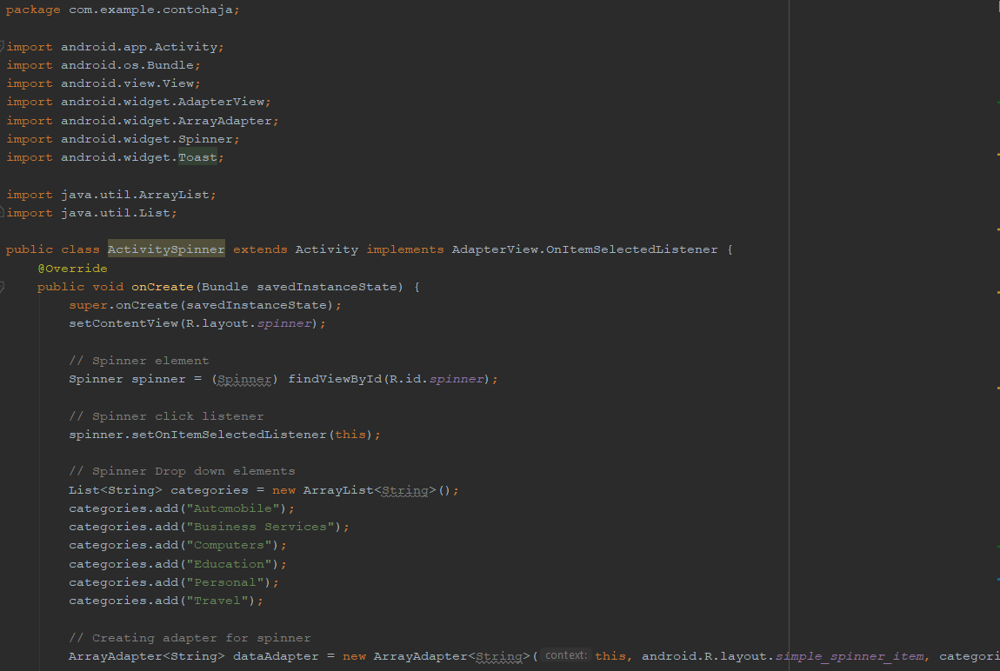 package com.example.contohaja;
import android.app.Activity;
import android.os.Bundle;
import android.view.View;
import android.widget.AdapterView;
import android.widget.ArrayAdapter;
import android.widget.Spinner;
import android.widget.Toast;
import java.util.ArrayList;
import java.util.List;
public class ActivitySpinner extends Activity implements AdapterView.OnItemSelectedListener {
@Override
public void onCreate(Bundle savedInstanceState) {
super.onCreate(savedInstanceState);
setContentView(R.layout.spinner);
// Spinner element
Spinner spinner = (Spinner) findViewById(R.id.spinner);
// Spinner click listener
spinner.setOnItemSelectedListener(this);
// Spinner Drop down elements
List<String> categories = new ArrayList<String>();
categories.add("Automobile");
categories.add("Business Services");
categories.add("Computers");
categories.add("Education");
categories.add("Personal");
categories.add("Travel");
// Creating adapter for spinner
ArrayAdapter<String> dataAdapter = new ArrayAdapter<String>( context: this, android.R.layout.simple_spinner_item, categori